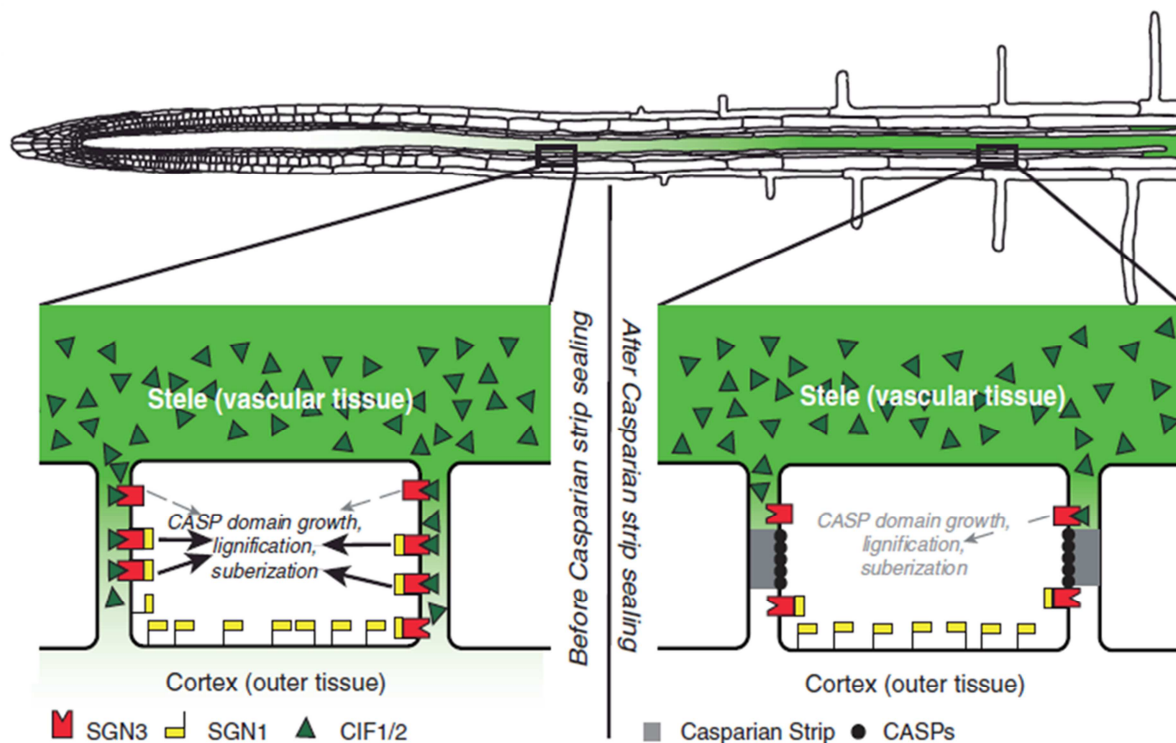 Before Casparian strip sealing
After Casparian strip sealing
Stele (vascular tissue)
CASP domain growth,
lignification,
suberization
Cortex (outer tissue)
SGN3 SGN1 CIF1/2
Stele (vascular tissue)
CASP domain growth,
lignification,
suberization
Cortex (outer tissue)
Casparian Strip CASPs